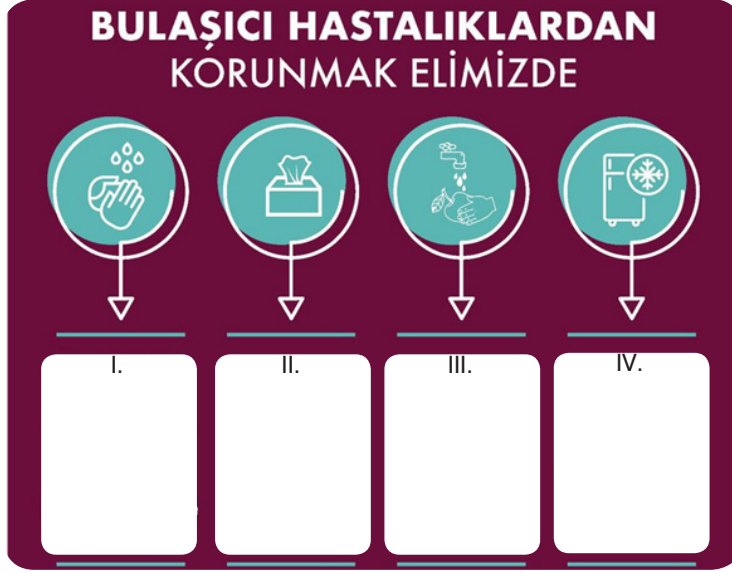 BULAŞICI HASTALIKLARDAN
KORUNMAK ELİMİZDE
I.
II.
III.
IV.